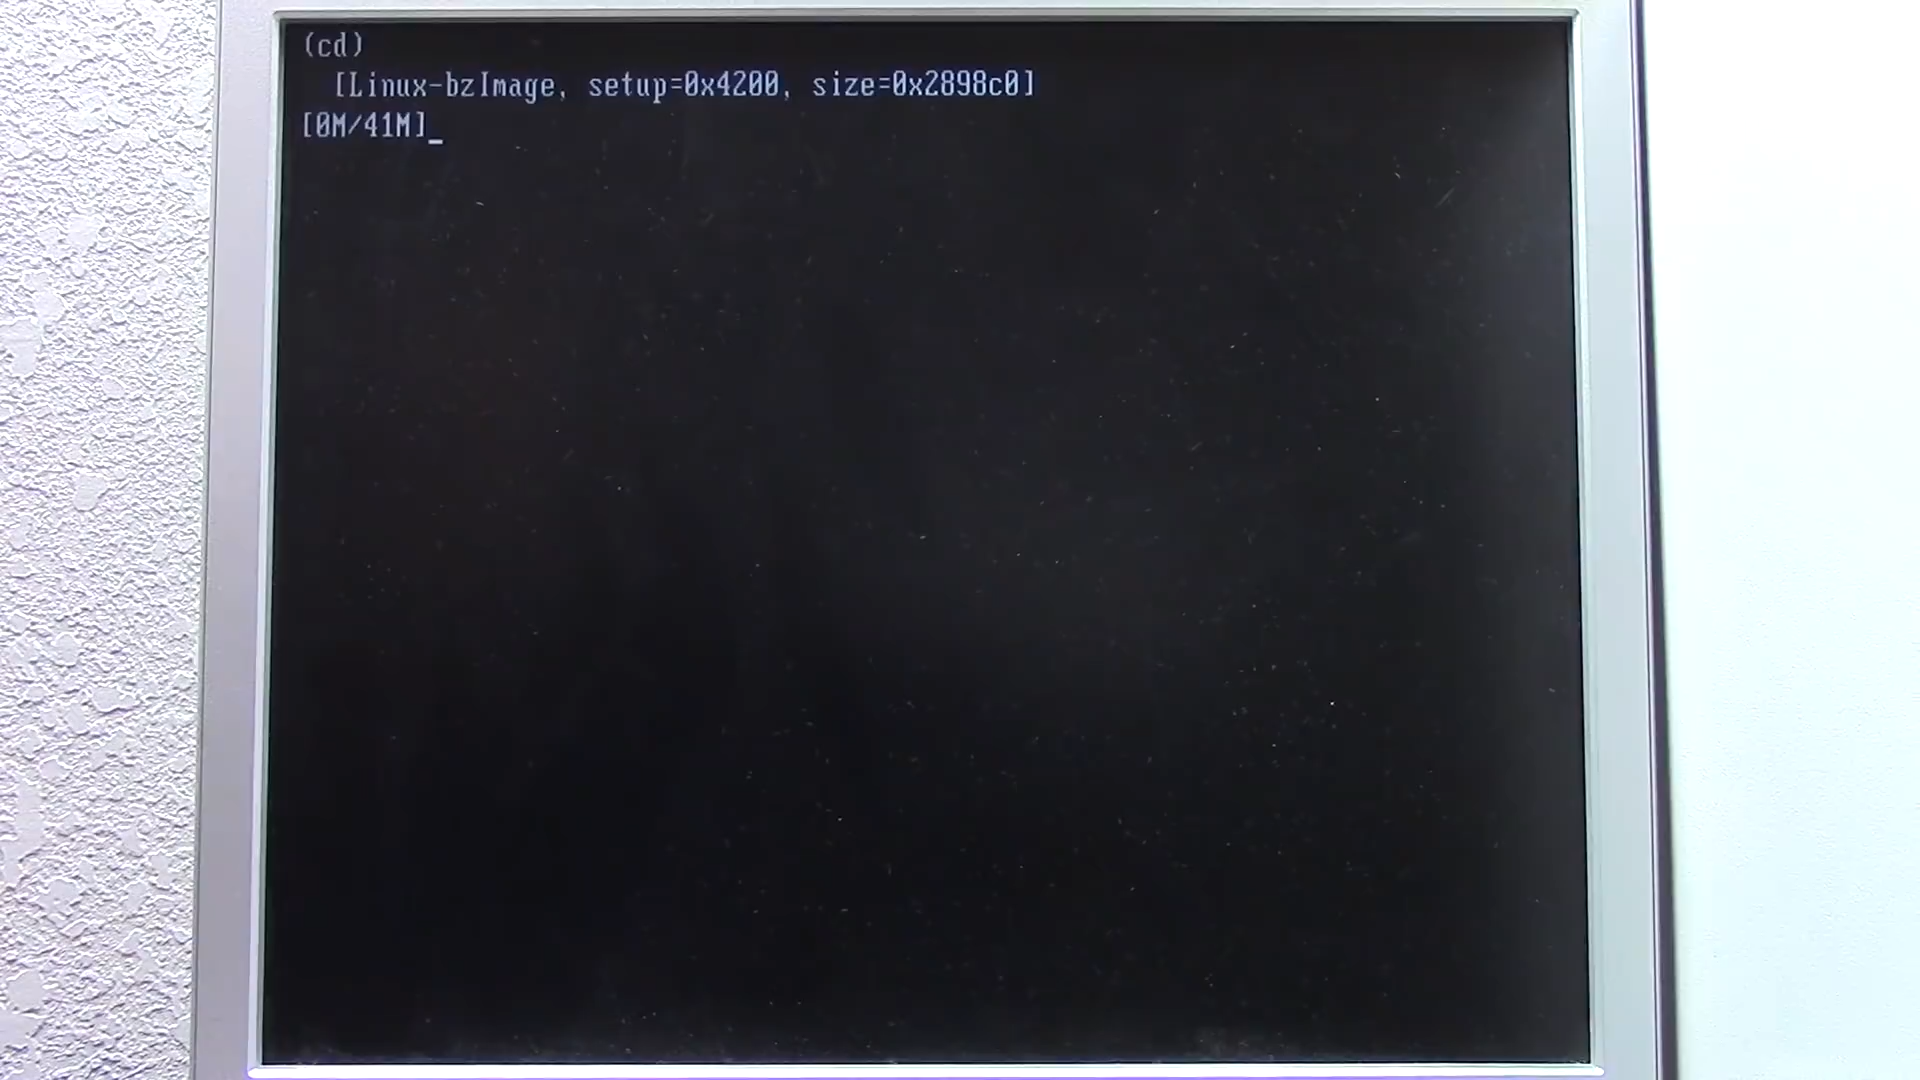 (cd)
[Linux-bzImage, setup=0x4200, size=0x2898c0]
[0M/41M]_